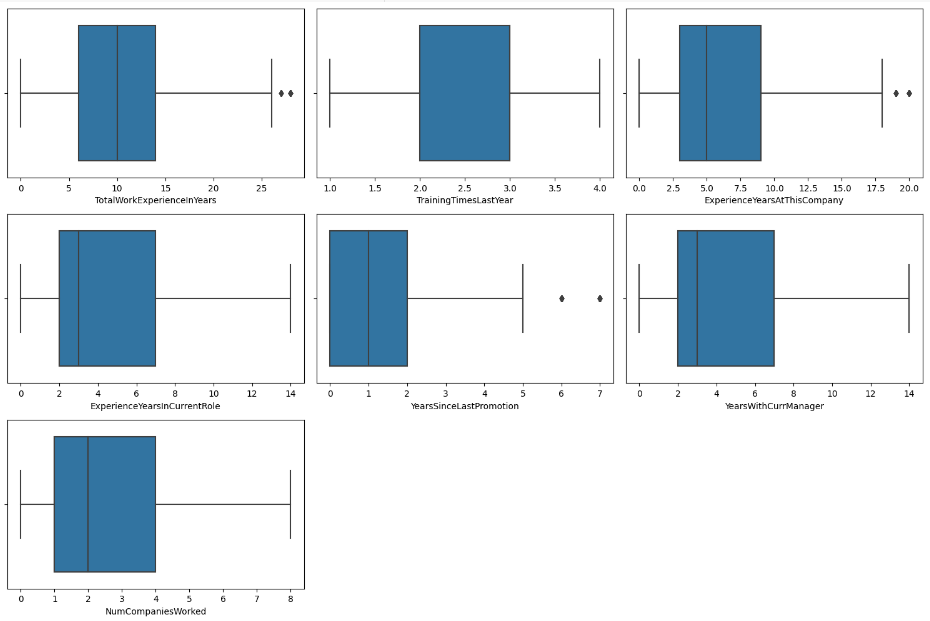 0 5 10 15 20 25
TotalWorkExperienceInYears
1.0 1.5 2.0 2.5 3.0 3.5 4.0
TrainingTimesLastYear
0.0 2.5 5.0 7.5 10.0 12.5 15.0 17.5 20.0
ExperienceYearsAtThisCompany
0 2 4 6 8 10 12 14
ExperienceYearsInCurrentRole
0 1 2 3 4 5 6 7
YearsSinceLastPromotion
0 2 4 6 8 10 12 14
YearsWithCurrManager
0 1 2 3 4 5 6 7 8
NumCompaniesWorked